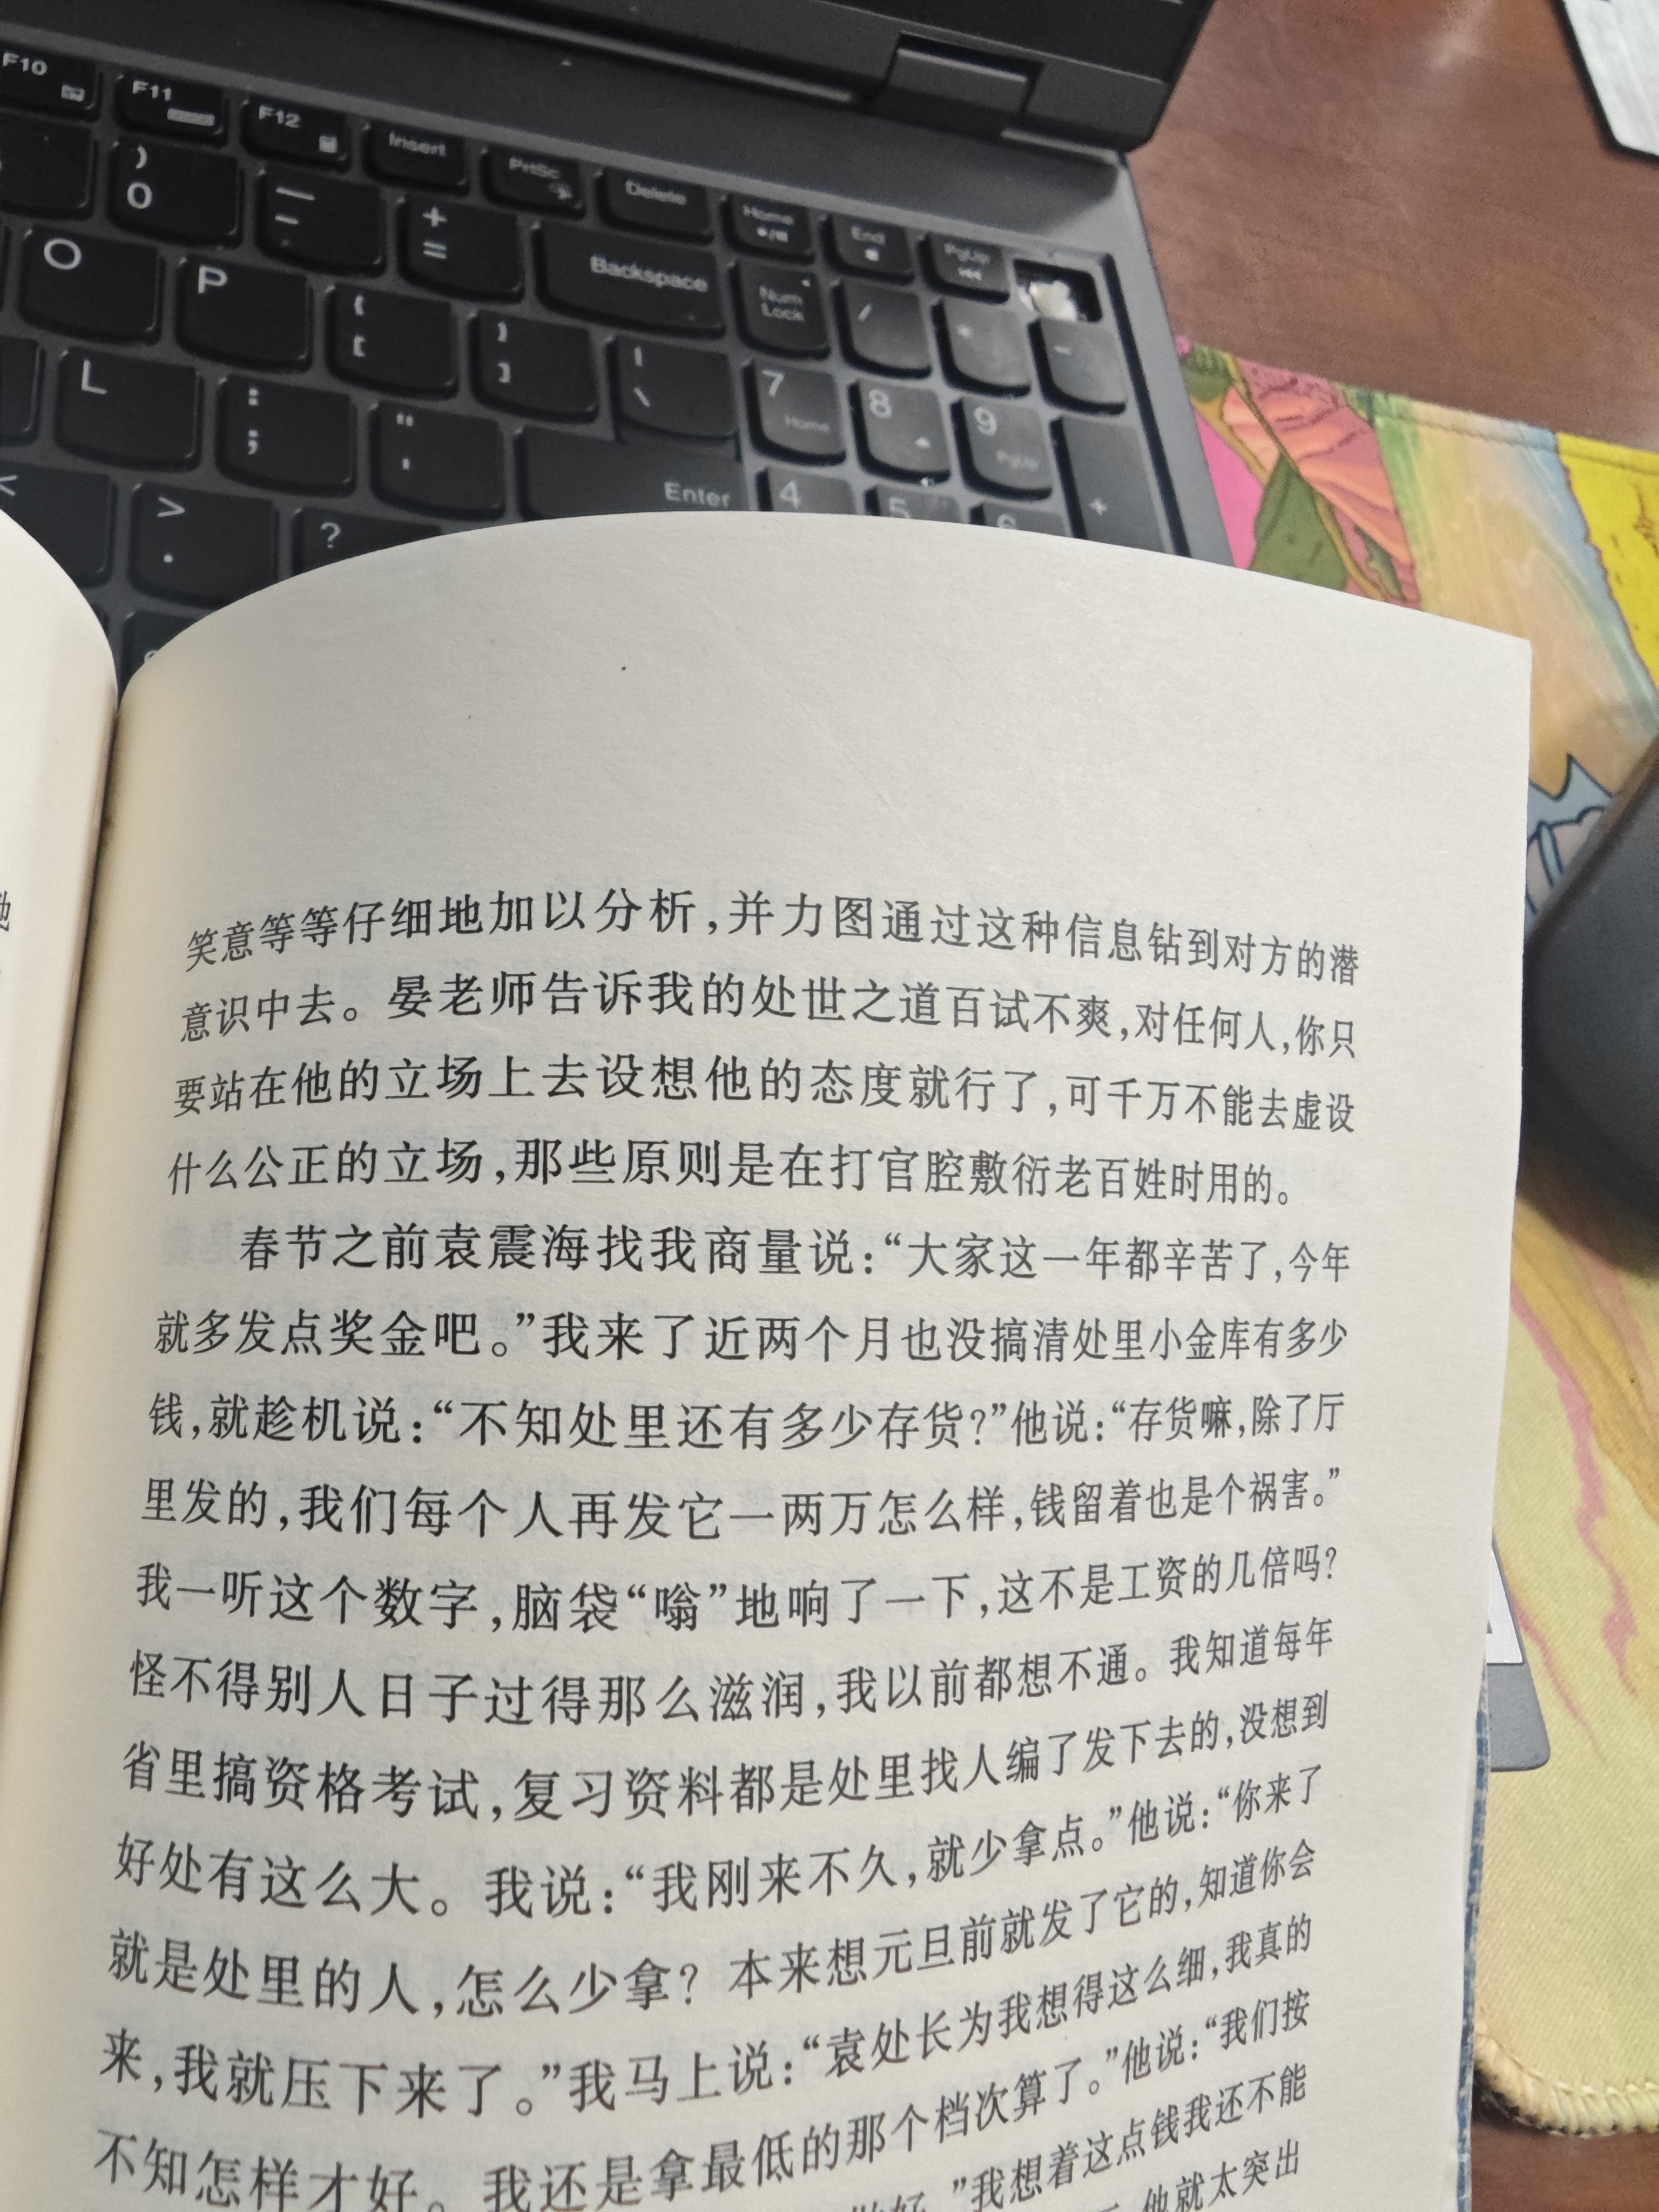 F10 F11 F12 Insert PrtSc Delete Home End PgUp
) 0 — - + = Backspace Num Lock / * -
O P { [ } ] | \ 7 Home 8 9 PgUp +
L : ; " ' Enter 4 5 6
< > . ?
地
笑意等等仔细地加以分析,并力图通过这种信息钻到对方的潜
意识中去。晏老师告诉我的处世之道百试不爽,对任何人,你只
要站在他的立场上去设想他的态度就行了,可千万不能去虚设
什么公正的立场,那些原则是在打官腔敷衍老百姓时用的。
春节之前袁震海找我商量说:“大家这一年都辛苦了,今年
就多发点奖金吧。”我来了近两个月也没搞清处里小金库有多少
钱,就趁机说:“不知处里还有多少存货?”他说:“存货嘛,除了厅
里发的,我们每个人再发它一两万怎么样,钱留着也是个祸害。”
我一听这个数字,脑袋“嗡”地响了一下,这不是工资的几倍吗?
怪不得别人日子过得那么滋润,我以前都想不通。我知道每年
省里搞资格考试,复习资料都是处里找人编了发下去的,没想到
好处有这么大。我说:“我刚来不久,就少拿点。”他说:“你来了
就是处里的人,怎么少拿?本来想元旦前就发了它的,知道你会
来,我就压下来了。”我马上说:“袁处长为我想得这么细,我真的
不知怎样才好。我还是拿最低的那个档次算了。”他说:“我们按
”我想着这点钱我还不能
他就太突出